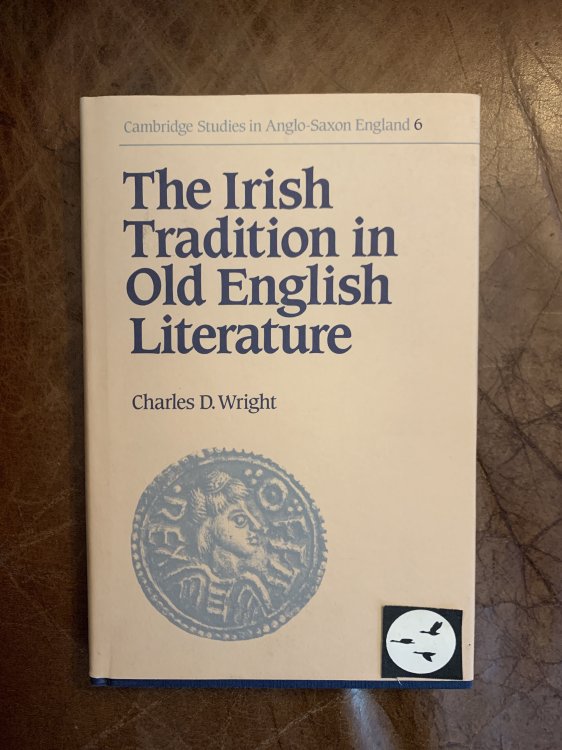 Cambridge Studies in Anglo-Saxon England 6
The Irish
Tradition in
Old English
Literature
Charles D. Wright